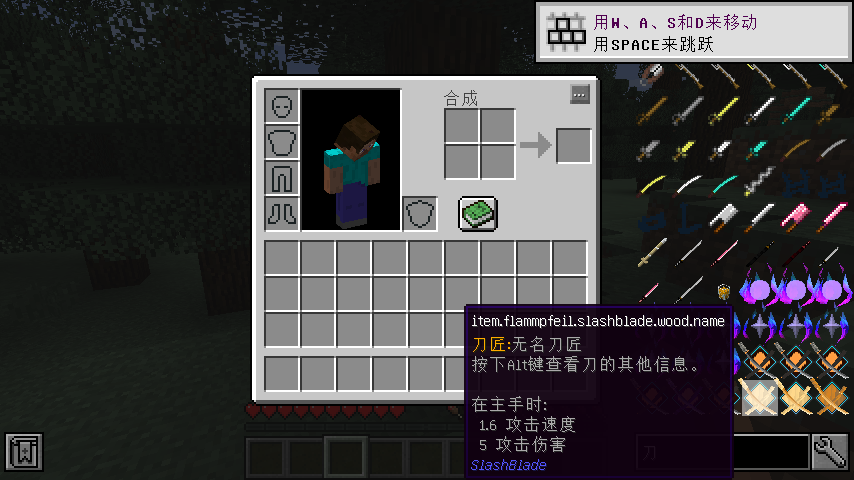 用W、A、S和D来移动
用SPACE来跳跃
合成
item.flammpfeil.slashblade.wood.name
刀匠:无名刀匠
按下Alt键查看刀的其他信息。
在主手时:
1.6 攻击速度
5 攻击伤害
SlashBlade
刀